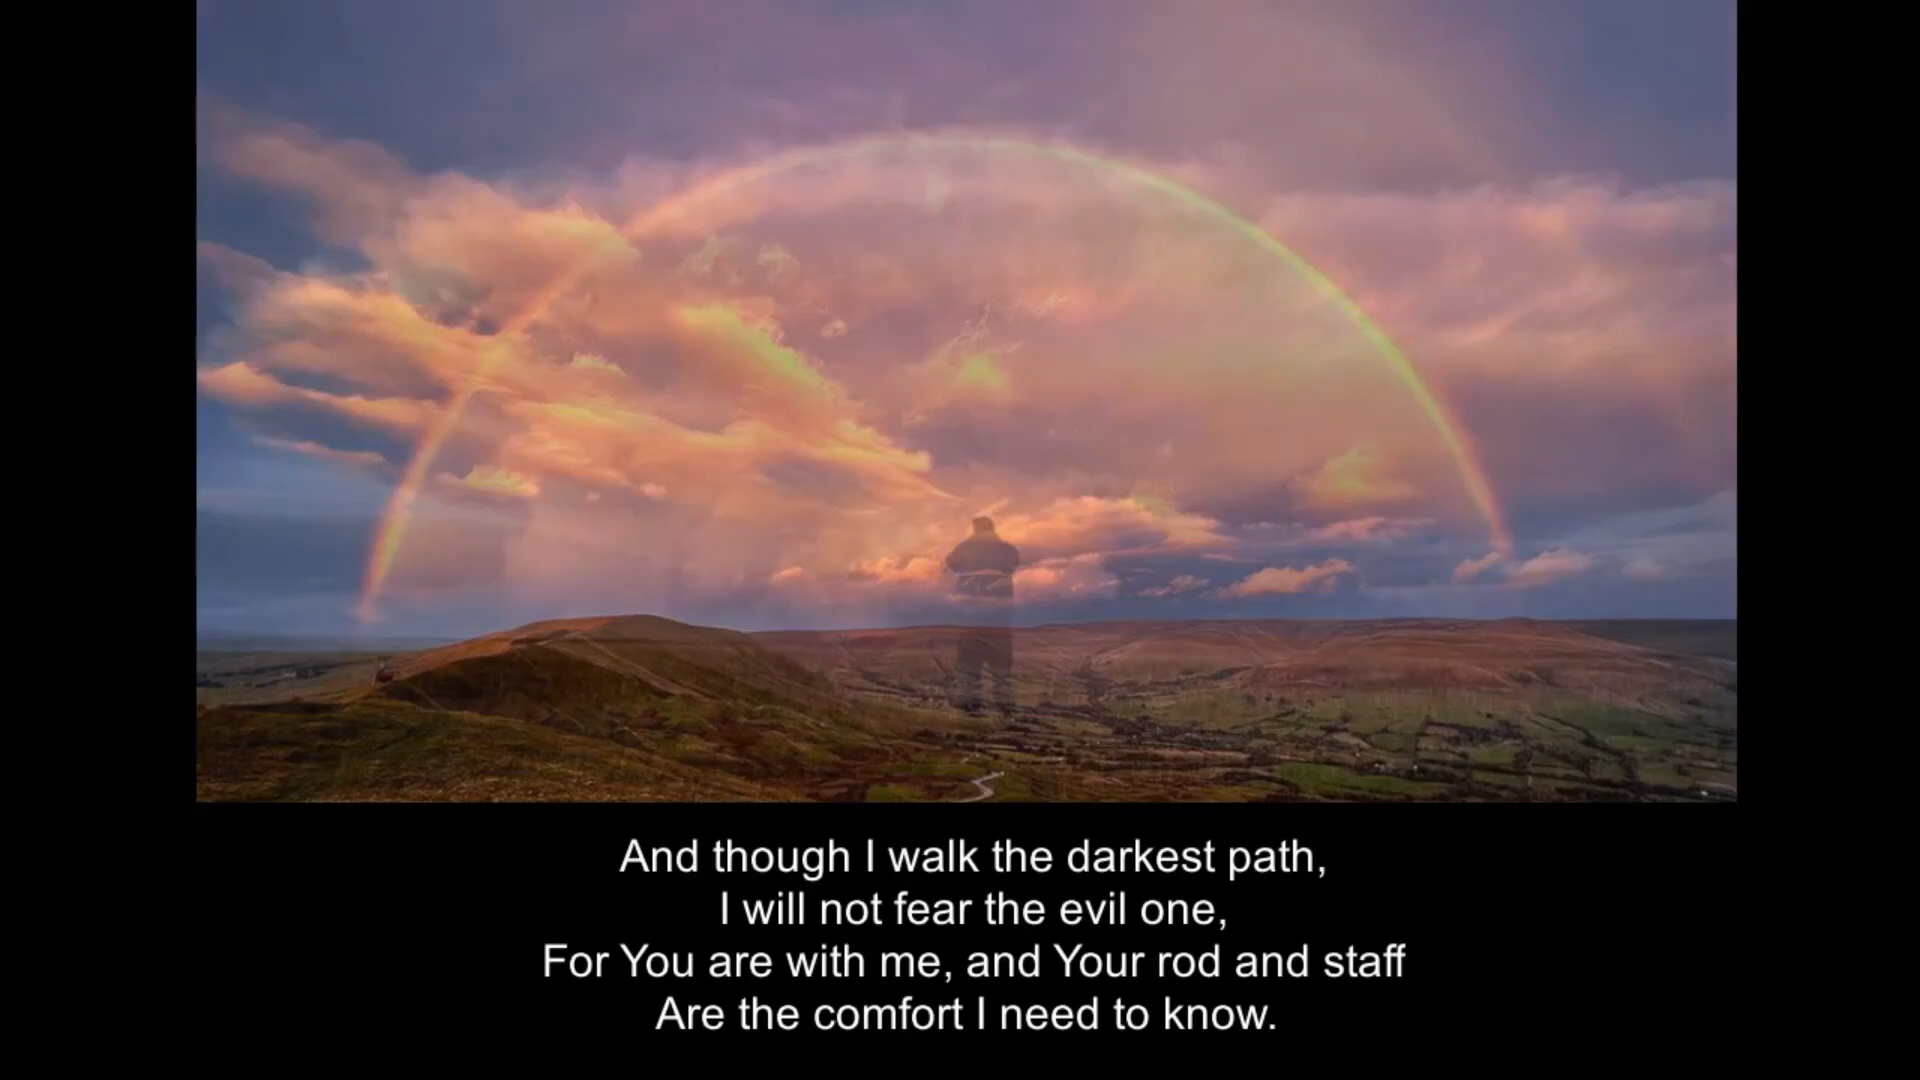 And though I walk the darkest path,
I will not fear the evil one,
For You are with me, and Your rod and staff
Are the comfort I need to know.